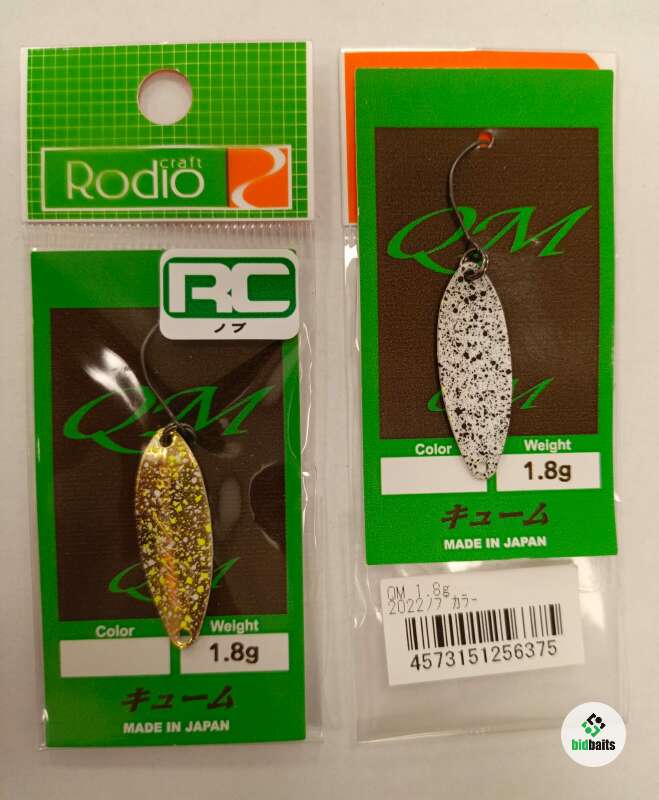 craft
Rodio
RC
ノブ
QM
QM
Color
Weight
1.8g
キューム
MADE IN JAPAN
QM
QM
Color
Weight
1.8g
キューム
MADE IN JAPAN
QM 1.8g
2022ノブカラー
4573151256375
bidbaits